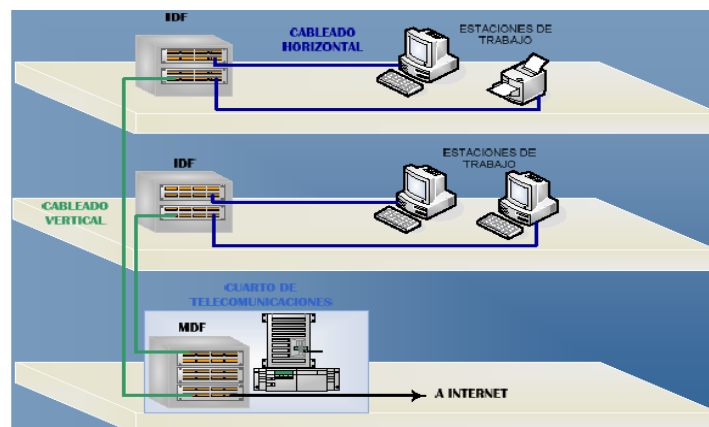 IDF
CABLEADO
HORIZONTAL
ESTACIONES DE
TRABAJO
IDF
ESTACIONES DE
TRABAJO
CABLEADO
VERTICAL
CUARTO DE
TELECOMUNICACIONES
MDF
A INTERNET